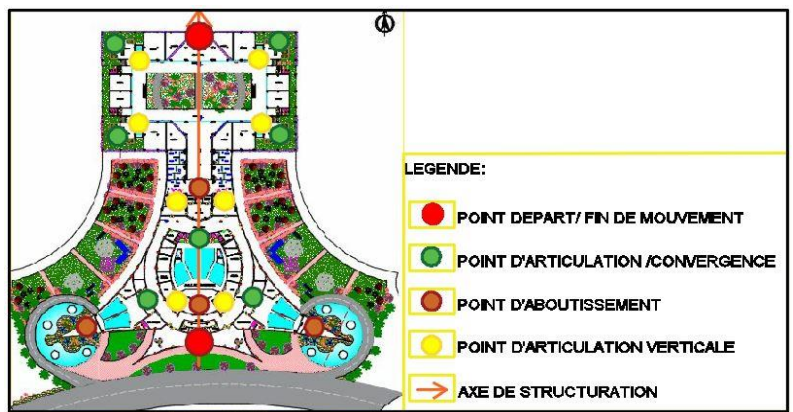 LEGENDE:
POINT DEPART/ FIN DE MOUVEMENT
POINT D'ARTICULATION /CONVERGENCE
POINT D'ABOUTISSEMENT
POINT D'ARTICULATION VERTICALE
AXE DE STRUCTURATION